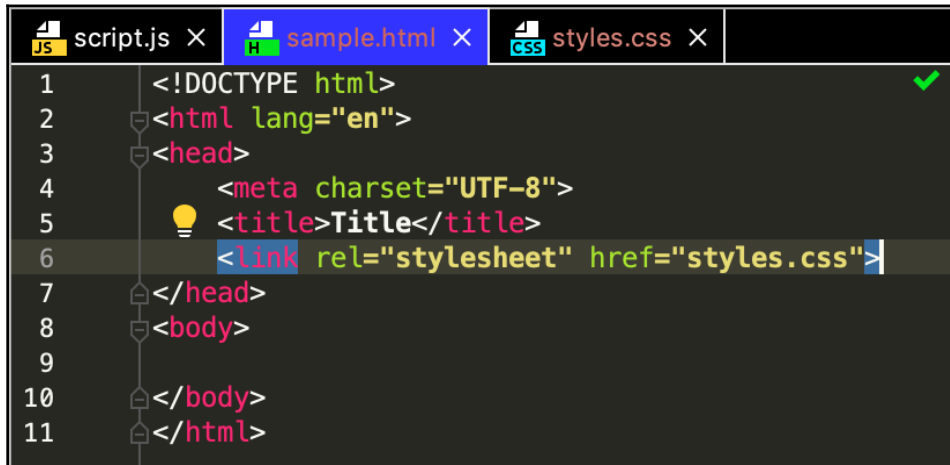 JS script.js × H sample.html × CSS styles.css ×
1 <!DOCTYPE html>
2 <html lang="en">
3 <head>
4 <meta charset="UTF-8">
5 <title>Title</title>
6 <link rel="stylesheet" href="styles.css">
7 </head>
8 <body>
9
10 </body>
11 </html>